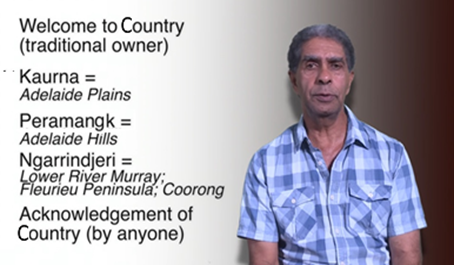 Welcome to Country
(traditional owner)
Kaurna =
Adelaide Plains
Peramangk =
Adelaide Hills
Ngarrindjeri =
Lower River Murray;
Fleurieu Peninsula; Coorong
Acknowledgement of
Country (by anyone)